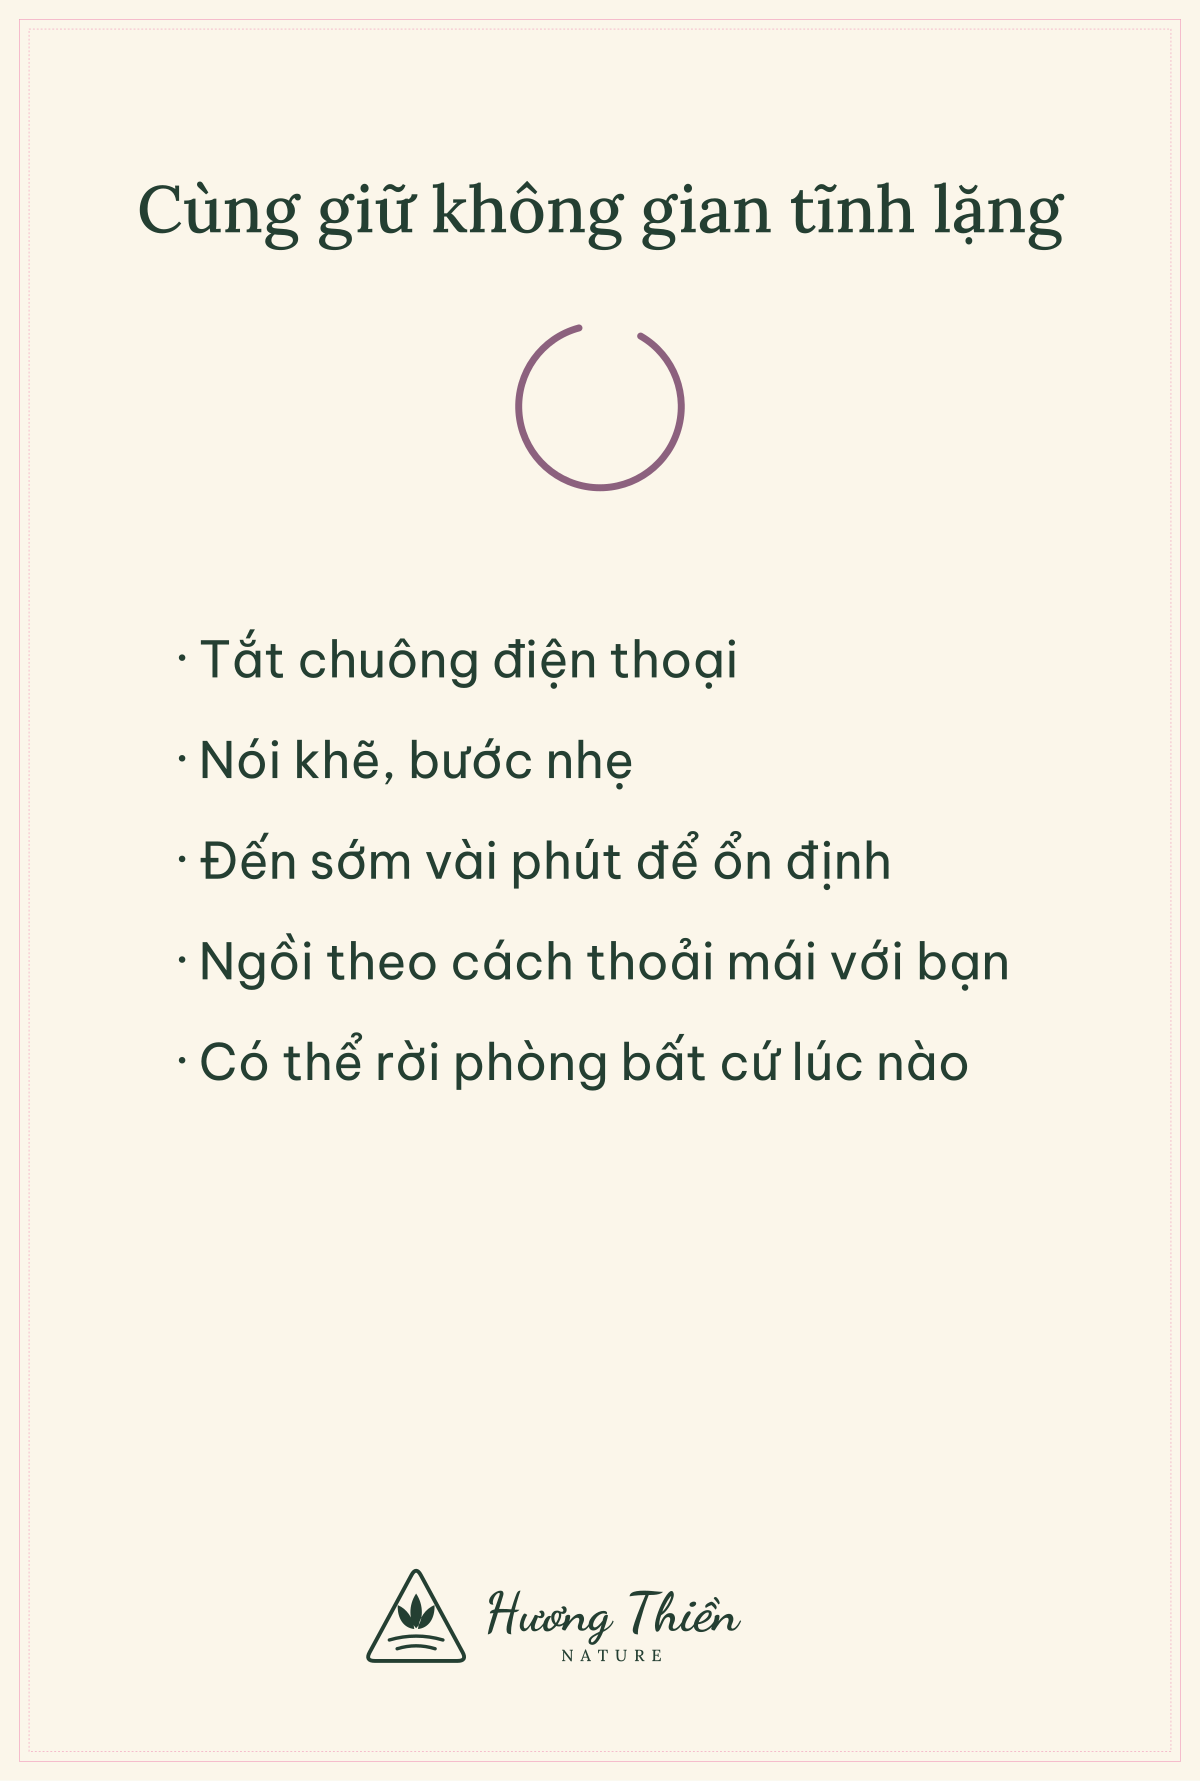 Cùng giữ không gian tĩnh lặng
· Tắt chuông điện thoại
· Nói khẽ, bước nhẹ
· Đến sớm vài phút để ổn định
· Ngồi theo cách thoải mái với bạn
· Có thể rời phòng bất cứ lúc nào
Hương Thiền
NATURE